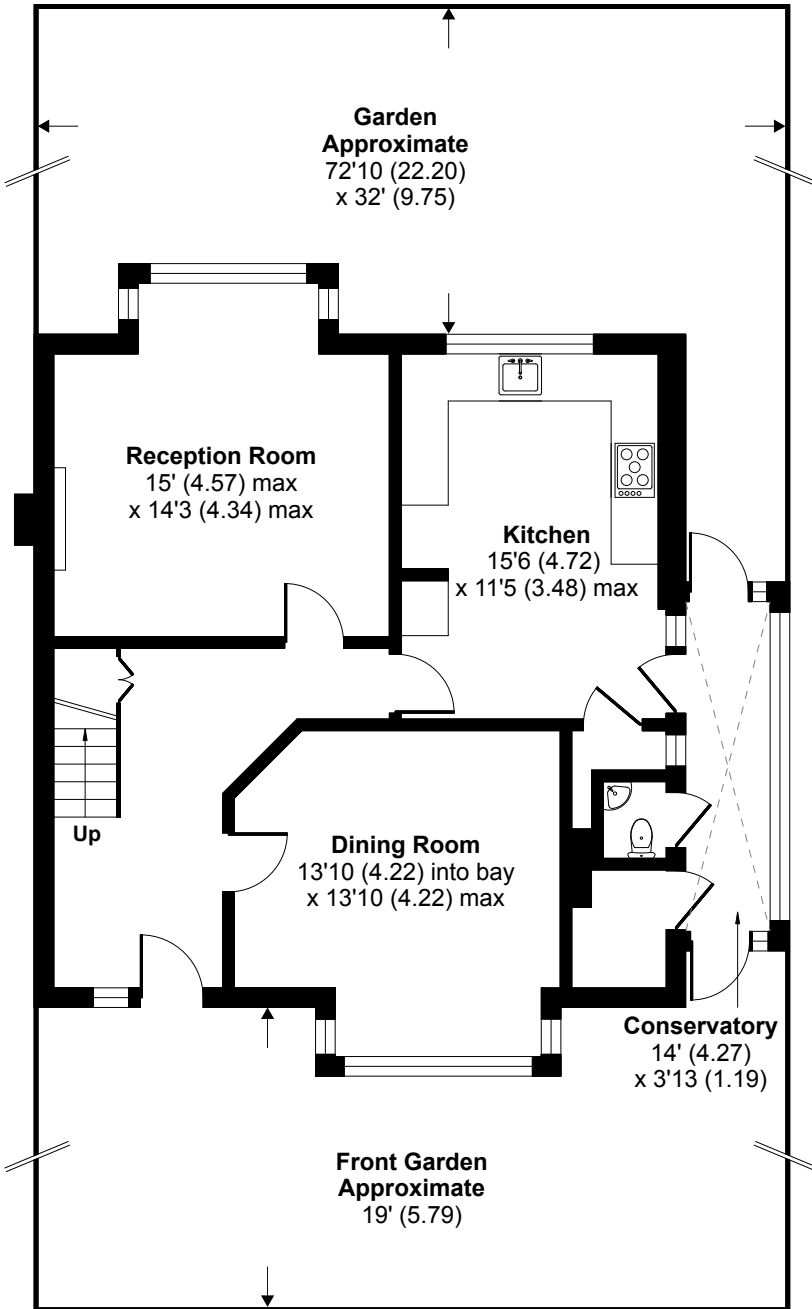 Garden
Approximate
72'10 (22.20)
x 32' (9.75)
Reception Room
15' (4.57) max
x 14'3 (4.34) max
Kitchen
15'6 (4.72)
x 11'5 (3.48) max
Up
Dining Room
13'10 (4.22) into bay
x 13'10 (4.22) max
Conservatory
14' (4.27)
x 3'13 (1.19)
Front Garden
Approximate
19' (5.79)